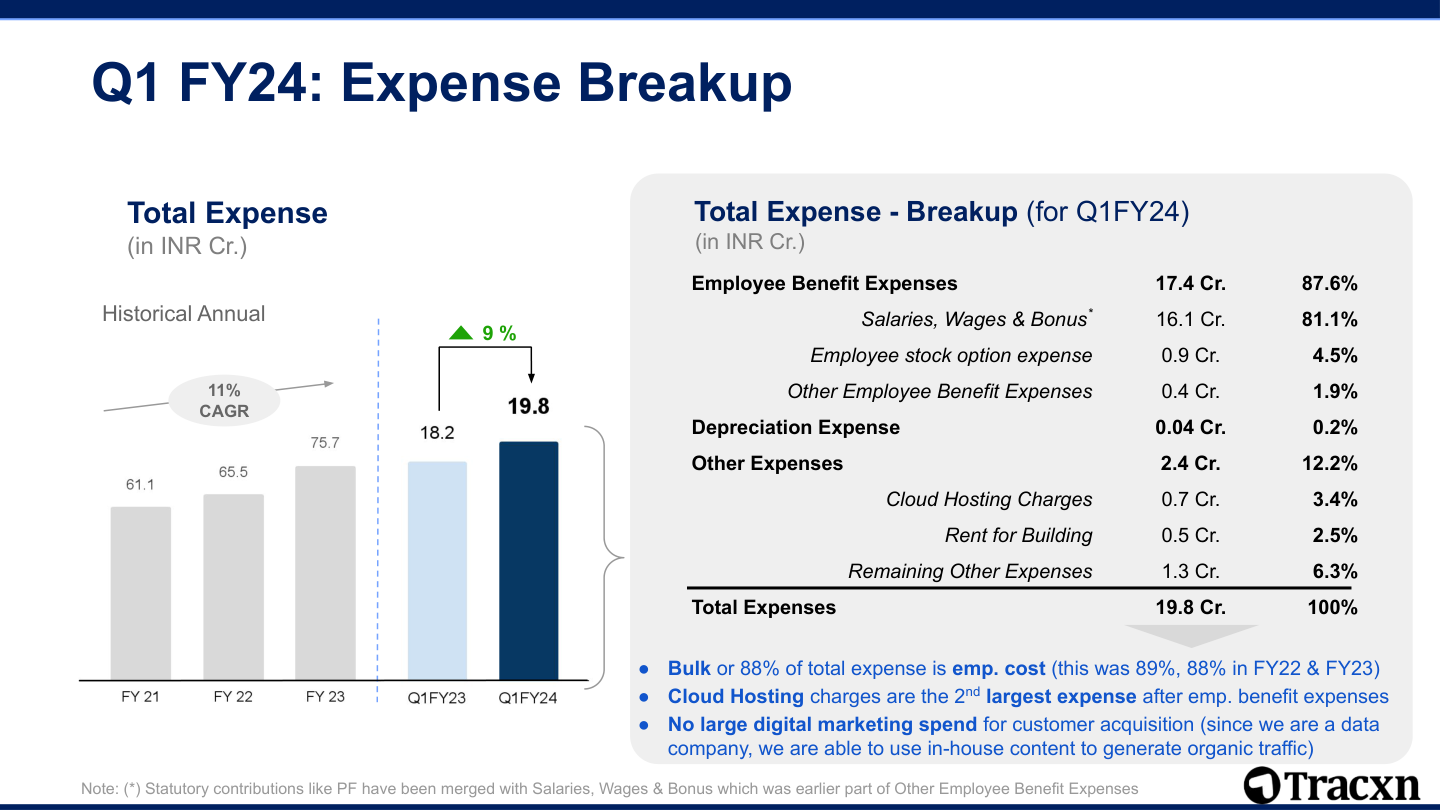 Q1 FY24: Expense Breakup
Total Expense
(in INR Cr.)
Historical Annual
11%
CAGR
9 %
61.1
65.5
75.7
18.2
19.8
FY 21
FY 22
FY 23
Q1FY23
Q1FY24
Total Expense - Breakup (for Q1FY24)
(in INR Cr.)
Employee Benefit Expenses 17.4 Cr. 87.6%
Salaries, Wages & Bonus* 16.1 Cr. 81.1%
Employee stock option expense 0.9 Cr. 4.5%
Other Employee Benefit Expenses 0.4 Cr. 1.9%
Depreciation Expense 0.04 Cr. 0.2%
Other Expenses 2.4 Cr. 12.2%
Cloud Hosting Charges 0.7 Cr. 3.4%
Rent for Building 0.5 Cr. 2.5%
Remaining Other Expenses 1.3 Cr. 6.3%
Total Expenses 19.8 Cr. 100%
● Bulk or 88% of total expense is emp. cost (this was 89%, 88% in FY22 & FY23)
● Cloud Hosting charges are the 2nd largest expense after emp. benefit expenses
● No large digital marketing spend for customer acquisition (since we are a data
company, we are able to use in-house content to generate organic traffic)
Note: (*) Statutory contributions like PF have been merged with Salaries, Wages & Bonus which was earlier part of Other Employee Benefit Expenses
Tracxn